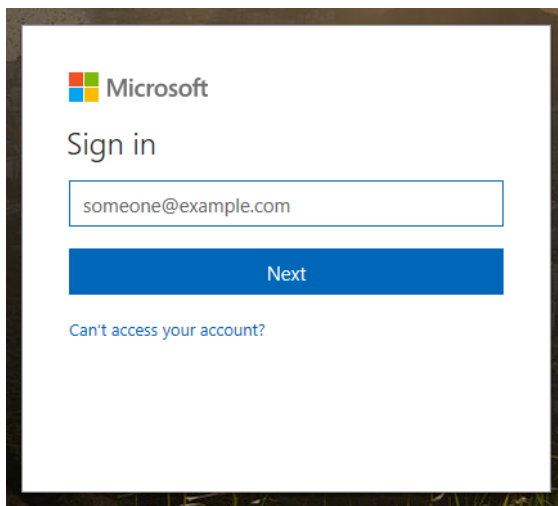 Microsoft
Sign in
someone@example.com
Next
Can't access your account?